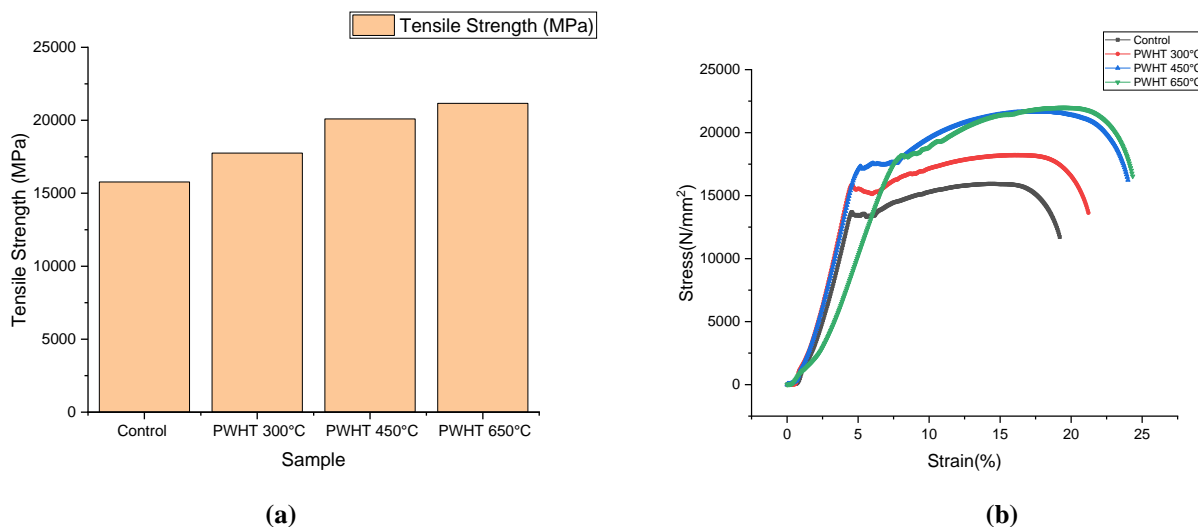 Tensile Strength (MPa)
25000
20000
15000
10000
5000
0
Tensile Strength (MPa)
Control
PWHT 300°C
PWHT 450°C
PWHT 650°C
Sample
(a)
Control
PWHT 300°C
PWHT 450°C
PWHT 650°C
25000
20000
15000
10000
5000
0
Stress(N/mm²)
0 5 10 15 20 25
Strain(%)
(b)